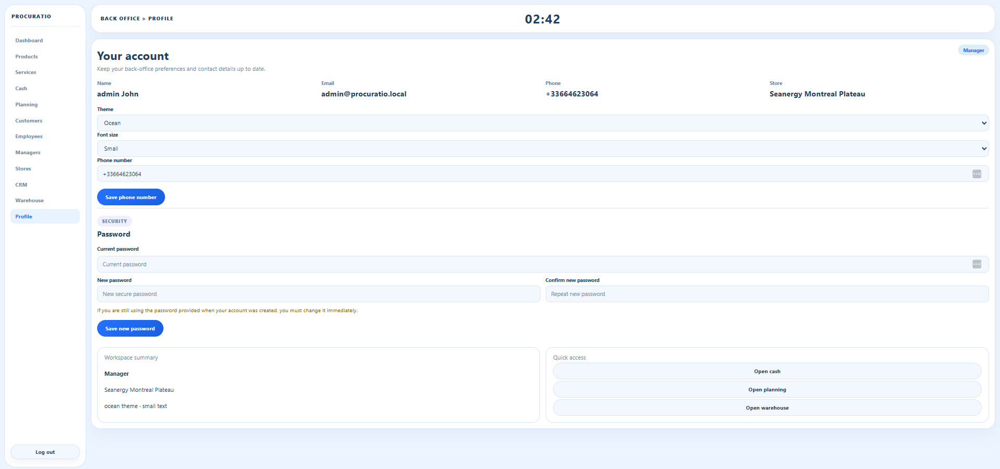 PROCURATIO
Dashboard
Products
Services
Cash
Planning
Customers
Employees
Managers
Stores
CRM
Warehouse
Profile
Log out
BACK OFFICE > PROFILE
02:42
Your account
Manager
Keep your back-office preferences and contact details up to date.
Name
admin John
Email
admin@procuratio.local
Phone
+33664623064
Store
Seanergy Montreal Plateau
Theme
Ocean
Font size
Small
Phone number
+33664623064
Save phone number
SECURITY
Password
Current password
Current password
New password
New secure password
Confirm new password
Repeat new password
If you are still using the password provided when your account was created, you must change it immediately.
Save new password
Workspace summary
Manager
Seanergy Montreal Plateau
ocean theme · small text
Quick access
Open cash
Open planning
Open warehouse